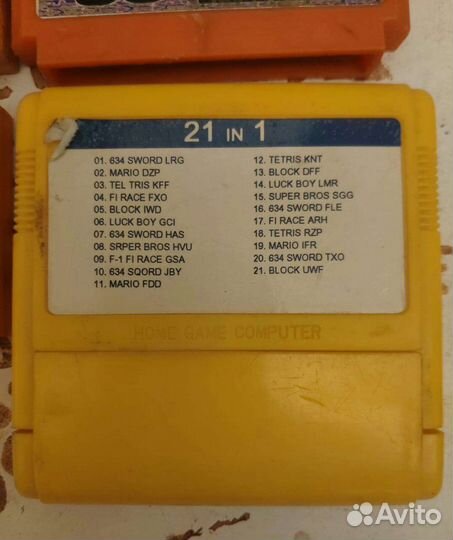 21 IN 1
01. 634 SWORD LRG
02. MARIO DZP
03. TEL TRIS KFF
04. FI RACE FXO
05. BLOCK IWD
06. LUCK BOY GCI
07. 634 SWORD HAS
08. SRPER BROS HVU
09. F-1 FI RACE GSA
10. 634 SQORD JBY
11. MARIO FDD
12. TETRIS KNT
13. BLOCK DFF
14. LUCK BOY LMR
15. SUPER BROS SGG
16. 634 SWORD FLE
17. FI RACE ARH
18. TETRIS RZP
19. MARIO IFR
20. 634 SWORD TXO
21. BLOCK UWF
HOME GAME COMPUTER
Avito